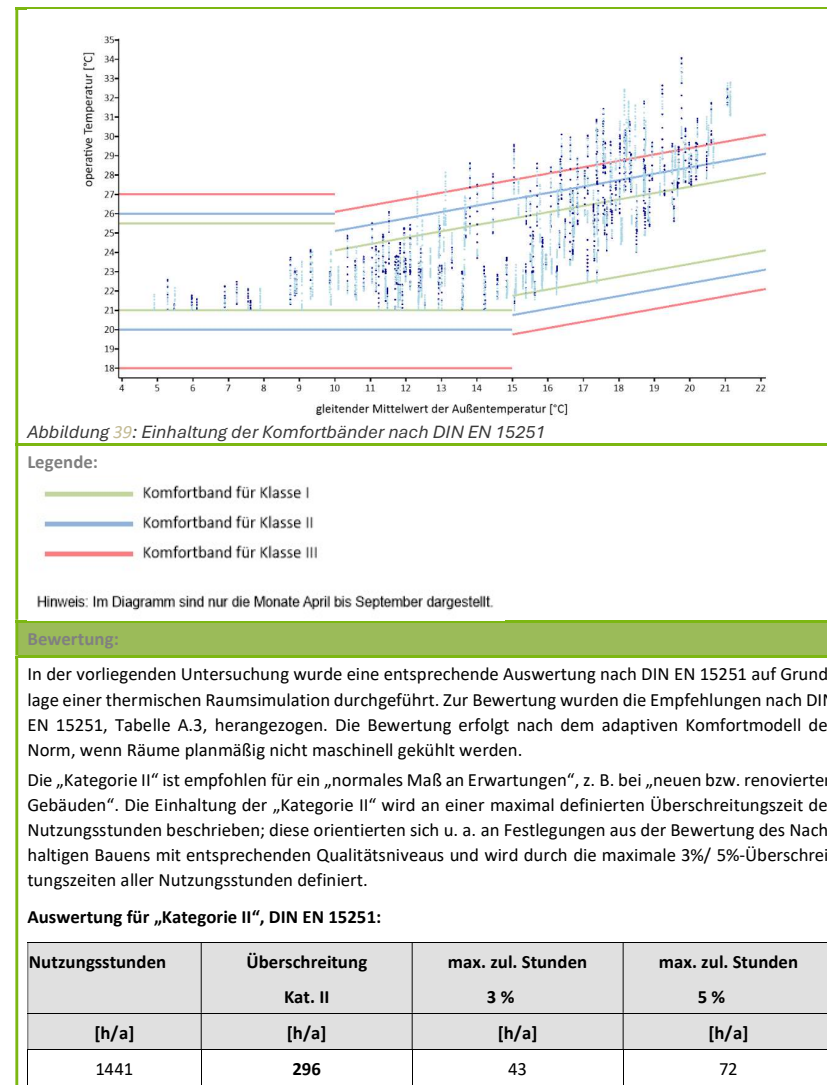 35
34
33
32
31
30
29
28
27
26
25
24
23
22
21
20
19
18
operative Temperatur [°C]
4 5 6 7 8 9 10 11 12 13 14 15 16 17 18 19 20 21 22
gleitender Mittelwert der Außentemperatur [°C]
Abbildung 39: Einhaltung der Komfortbänder nach DIN EN 15251
Legende:
Komfortband für Klasse I
Komfortband für Klasse II
Komfortband für Klasse III
Hinweis: Im Diagramm sind nur die Monate April bis September dargestellt.
Bewertung:
In der vorliegenden Untersuchung wurde eine entsprechende Auswertung nach DIN EN 15251 auf Grund
lage einer thermischen Raumsimulation durchgeführt. Zur Bewertung wurden die Empfehlungen nach DIN
EN 15251, Tabelle A.3, herangezogen. Die Bewertung erfolgt nach dem adaptiven Komfortmodell de
Norm, wenn Räume planmäßig nicht maschinell gekühlt werden.
Die „Kategorie II“ ist empfohlen für ein „normales Maß an Erwartungen“, z. B. bei „neuen bzw. renovierten
Gebäuden“. Die Einhaltung der „Kategorie II“ wird an einer maximal definierten Überschreitungszeit de
Nutzungsstunden beschrieben; diese orientierten sich u. a. an Festlegungen aus der Bewertung des Nach
haltigen Bauens mit entsprechenden Qualitätsniveaus und wird durch die maximale 3%/ 5%-Überschrei
tungszeiten aller Nutzungsstunden definiert.
Auswertung für „Kategorie II“, DIN EN 15251:
Nutzungsstunden Überschreitung max. zul. Stunden max. zul. Stunden
Kat. II 3 % 5 %
[h/a] [h/a] [h/a] [h/a]
1441 296 43 72